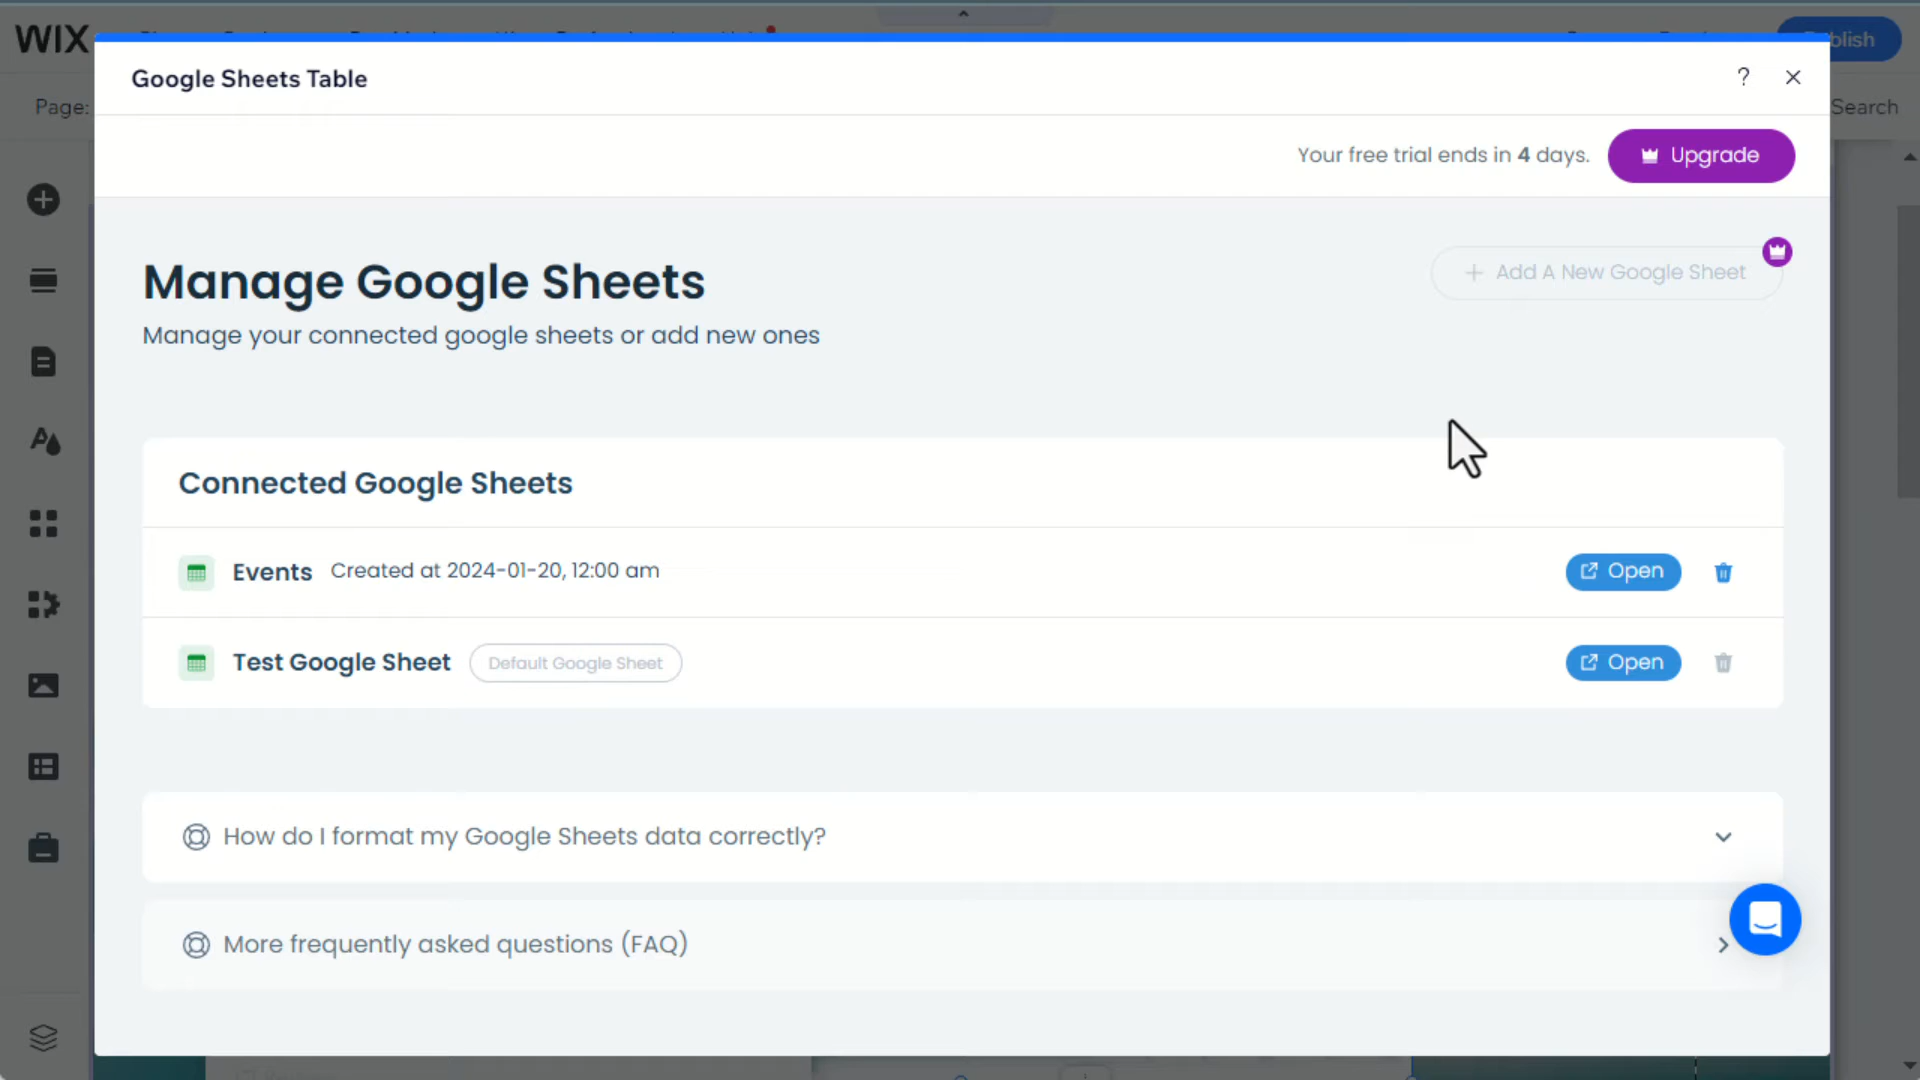 WIX
Publish
Google Sheets Table
?
Page:
Search
Your free trial ends in 4 days.
Upgrade
Manage Google Sheets
+ Add A New Google Sheet
Manage your connected google sheets or add new ones
Connected Google Sheets
Events Created at 2024-01-20, 12:00 am
Open
Test Google Sheet Default Google Sheet
Open
How do I format my Google Sheets data correctly?
More frequently asked questions (FAQ)